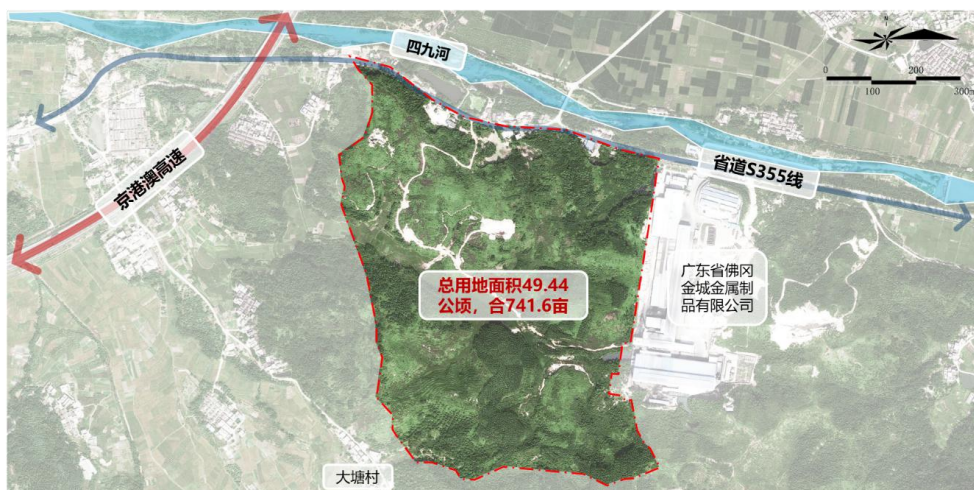 四九河
N
0
200
100
300m
京港澳高速
省道S355线
总用地面积49.44
公顷，合741.6亩
广东省佛冈
金城金属制
品有限公司
大塘村